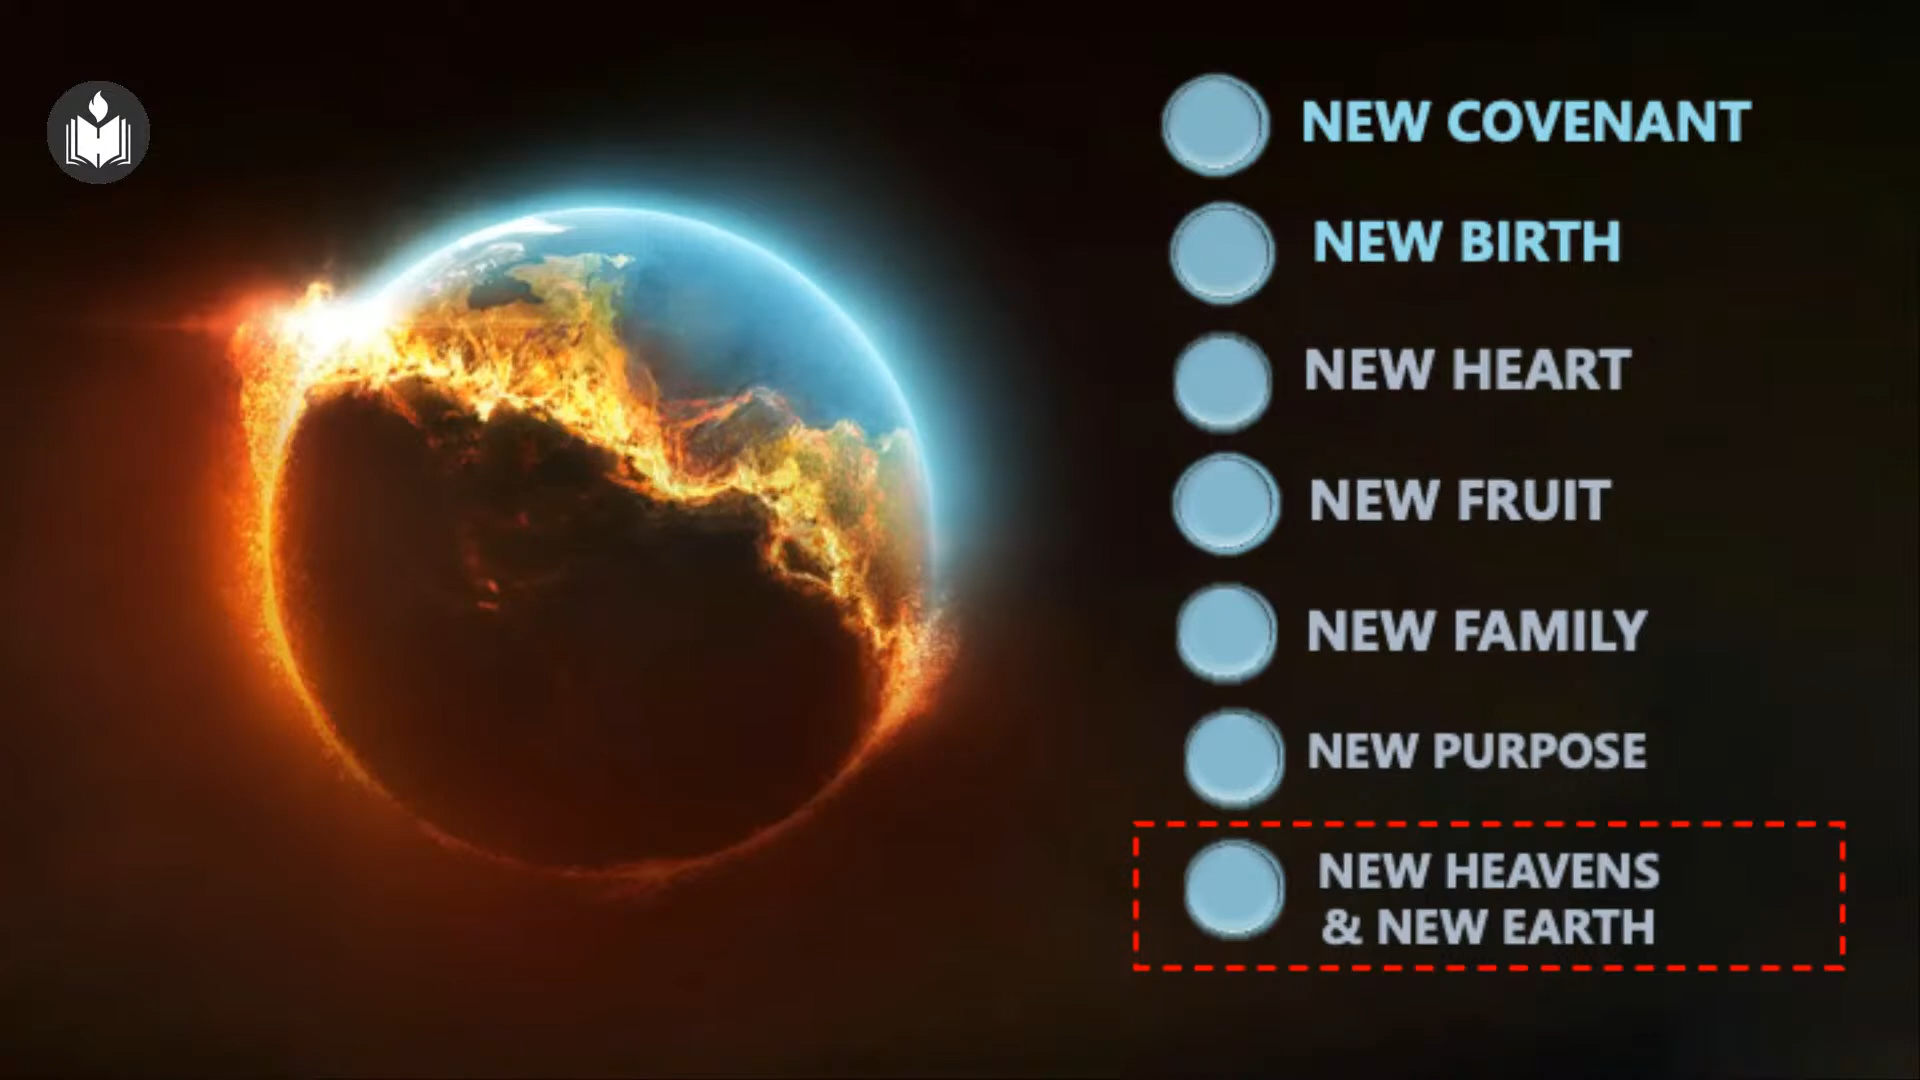 NEW COVENANT
NEW BIRTH
NEW HEART
NEW FRUIT
NEW FAMILY
NEW PURPOSE
NEW HEAVENS
& NEW EARTH